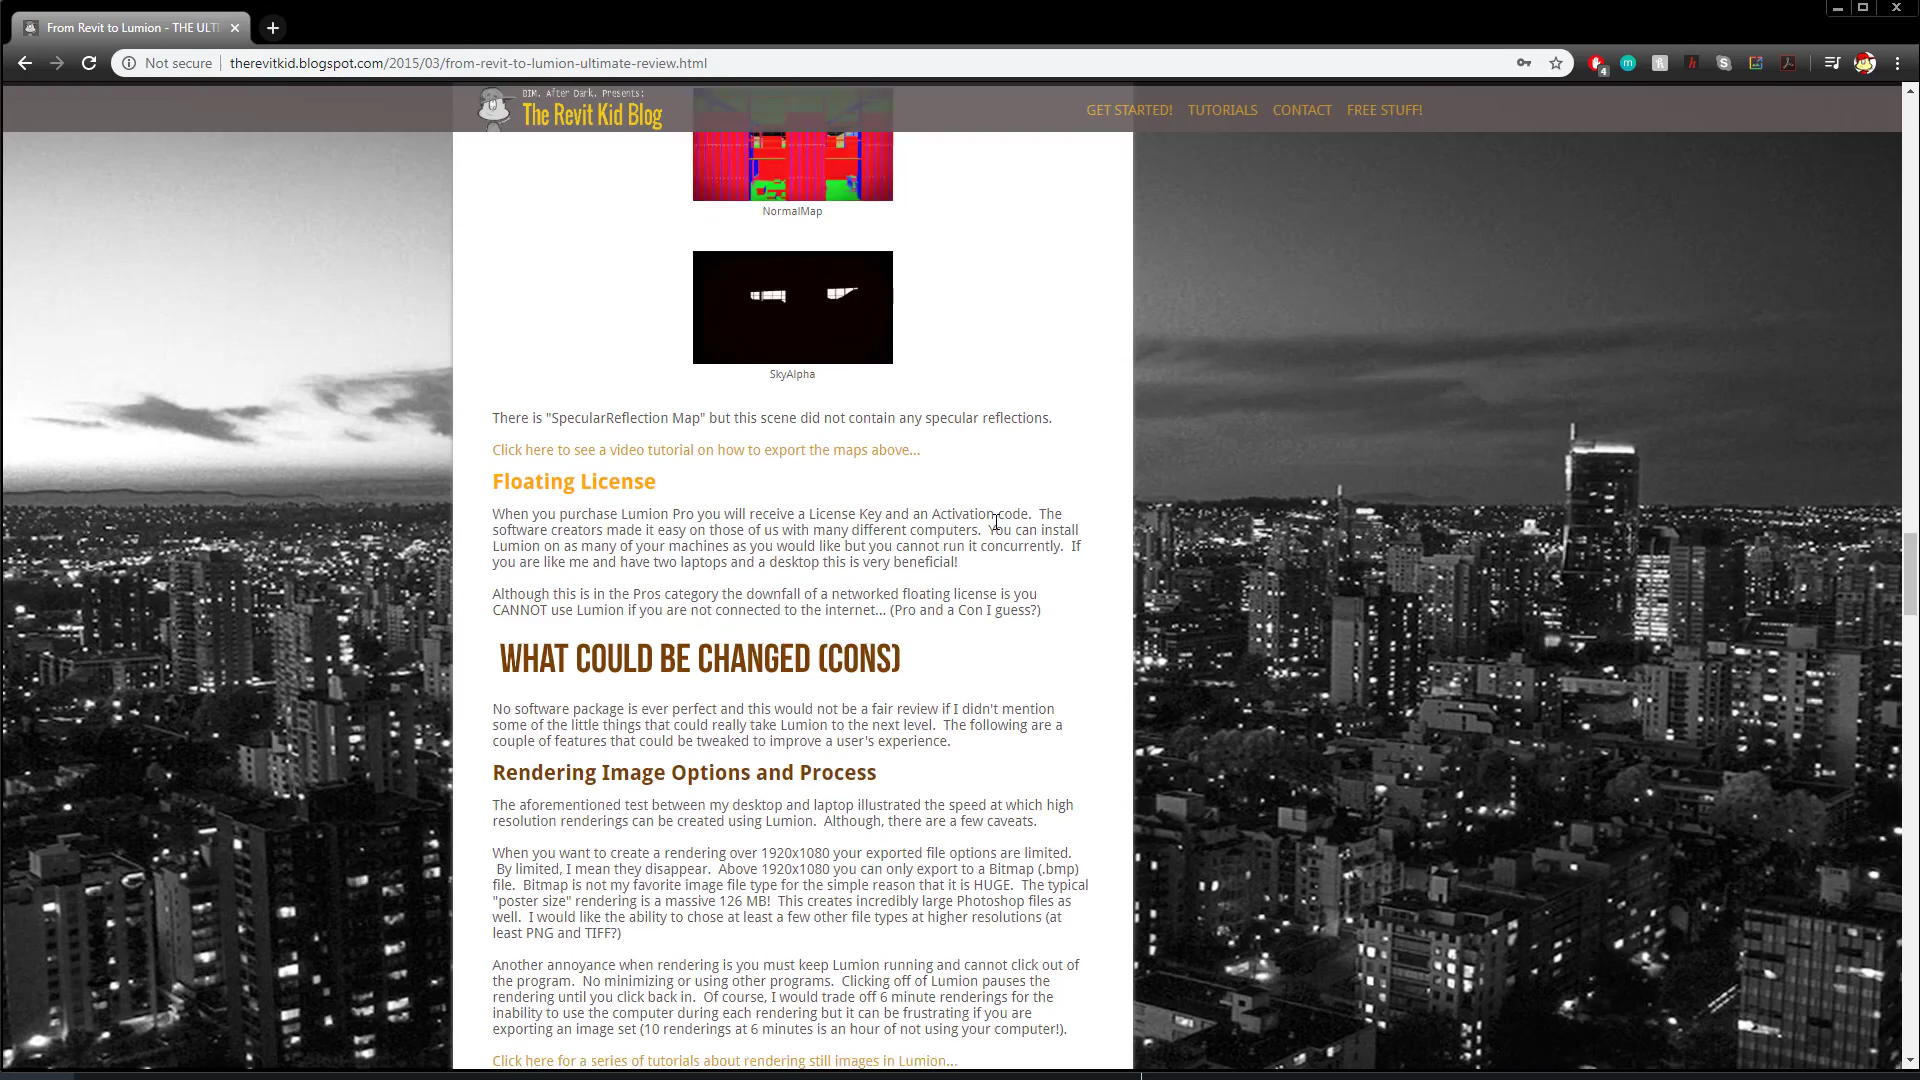 From Revit to Lumion - THE ULTI
Not secure
therevitkid.blogspot.com/2015/03/from-revit-to-lumion-ultimate-review.html
4
BIM. After Dark. Presents:
The Revit Kid Blog
GET STARTED!
TUTORIALS
CONTACT
FREE STUFF!
NormalMap
SkyAlpha
There is "SpecularReflection Map" but this scene did not contain any specular reflections.
Click here to see a video tutorial on how to export the maps above...
Floating License
When you purchase Lumion Pro you will receive a License Key and an Activation code.  The
software creators made it easy on those of us with many different computers.  You can install
Lumion on as many of your machines as you would like but you cannot run it concurrently.  If
you are like me and have two laptops and a desktop this is very beneficial!
Although this is in the Pros category the downfall of a networked floating license is you
CANNOT use Lumion if you are not connected to the internet... (Pro and a Con I guess?)
WHAT COULD BE CHANGED (CONS)
No software package is ever perfect and this would not be a fair review if I didn't mention
some of the little things that could really take Lumion to the next level.  The following are a
couple of features that could be tweaked to improve a user's experience.
Rendering Image Options and Process
The aforementioned test between my desktop and laptop illustrated the speed at which high
resolution renderings can be created using Lumion.  Although, there are a few caveats.
When you want to create a rendering over 1920x1080 your exported file options are limited.
By limited, I mean they disappear.  Above 1920x1080 you can only export to a Bitmap (.bmp)
file.  Bitmap is not my favorite image file type for the simple reason that it is HUGE.  The typical
"poster size" rendering is a massive 126 MB!  This creates incredibly large Photoshop files as
well.  I would like the ability to chose at least a few other file types at higher resolutions (at
least PNG and TIFF?)
Another annoyance when rendering is you must keep Lumion running and cannot click out of
the program.  No minimizing or using other programs.  Clicking off of Lumion pauses the
rendering until you click back in.  Of course, I would trade off 6 minute renderings for the
inability to use the computer during each rendering but it can be frustrating if you are
exporting an image set (10 renderings at 6 minutes is an hour of not using your computer!).
Click here for a series of tutorials about rendering still images in Lumion...